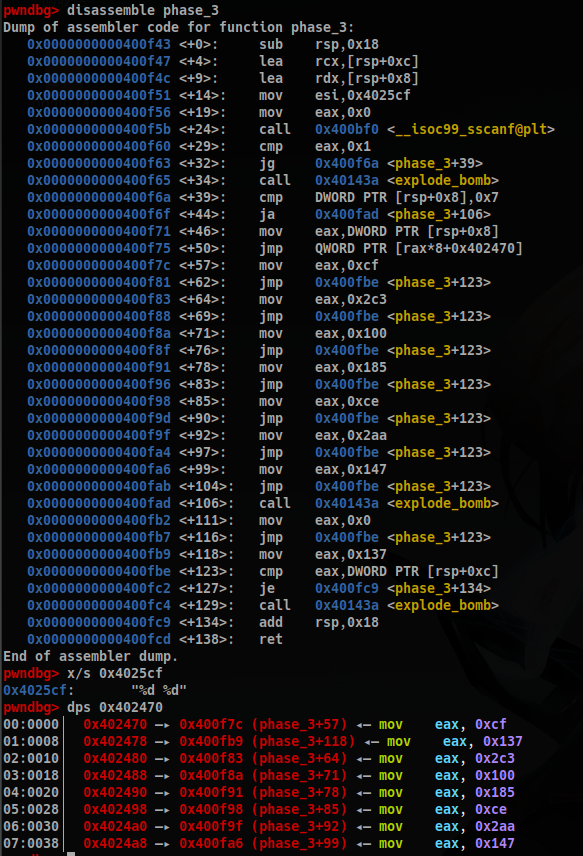 pwndbg> disassemble phase_3
Dump of assembler code for function phase_3:
0x0000000000400f43 <+0>: sub rsp,0x18
0x0000000000400f47 <+4>: lea rcx,[rsp+0xc]
0x0000000000400f4c <+9>: lea rdx,[rsp+0x8]
0x0000000000400f51 <+14>: mov esi,0x4025cf
0x0000000000400f56 <+19>: mov eax,0x0
0x0000000000400f5b <+24>: call 0x400bf0 <__isoc99_sscanf@plt>
0x0000000000400f60 <+29>: cmp eax,0x1
0x0000000000400f63 <+32>: jg 0x400f6a <phase_3+39>
0x0000000000400f65 <+34>: call 0x40143a <explode_bomb>
0x0000000000400f6a <+39>: cmp DWORD PTR [rsp+0x8],0x7
0x0000000000400f6f <+44>: ja 0x400fad <phase_3+106>
0x0000000000400f71 <+46>: mov eax,DWORD PTR [rsp+0x8]
0x0000000000400f75 <+50>: jmp QWORD PTR [rax*8+0x402470]
0x0000000000400f7c <+57>: mov eax,0xcf
0x0000000000400f81 <+62>: jmp 0x400fbe <phase_3+123>
0x0000000000400f83 <+64>: mov eax,0x2c3
0x0000000000400f88 <+69>: jmp 0x400fbe <phase_3+123>
0x0000000000400f8a <+71>: mov eax,0x100
0x0000000000400f8f <+76>: jmp 0x400fbe <phase_3+123>
0x0000000000400f91 <+78>: mov eax,0x185
0x0000000000400f96 <+83>: jmp 0x400fbe <phase_3+123>
0x0000000000400f98 <+85>: mov eax,0xce
0x0000000000400f9d <+90>: jmp 0x400fbe <phase_3+123>
0x0000000000400f9f <+92>: mov eax,0x2aa
0x0000000000400fa4 <+97>: jmp 0x400fbe <phase_3+123>
0x0000000000400fa6 <+99>: mov eax,0x147
0x0000000000400fab <+104>: jmp 0x400fbe <phase_3+123>
0x0000000000400fad <+106>: call 0x40143a <explode_bomb>
0x0000000000400fb2 <+111>: mov eax,0x0
0x0000000000400fb7 <+116>: jmp 0x400fbe <phase_3+123>
0x0000000000400fb9 <+118>: mov eax,0x137
0x0000000000400fbe <+123>: cmp eax,DWORD PTR [rsp+0xc]
0x0000000000400fc2 <+127>: je 0x400fc9 <phase_3+134>
0x0000000000400fc4 <+129>: call 0x40143a <explode_bomb>
0x0000000000400fc9 <+134>: add rsp,0x18
0x0000000000400fcd <+138>: ret
End of assembler dump.
pwndbg> x/s 0x4025cf
0x4025cf: "%d %d"
pwndbg> dps 0x402470
00:0000│ 0x402470 —▸ 0x400f7c (phase_3+57) ◂— mov eax, 0xcf
01:0008│ 0x402478 —▸ 0x400fb9 (phase_3+118) ◂— mov eax, 0x137
02:0010│ 0x402480 —▸ 0x400f83 (phase_3+64) ◂— mov eax, 0x2c3
03:0018│ 0x402488 —▸ 0x400f8a (phase_3+71) ◂— mov eax, 0x100
04:0020│ 0x402490 —▸ 0x400f91 (phase_3+78) ◂— mov eax, 0x185
05:0028│ 0x402498 —▸ 0x400f98 (phase_3+85) ◂— mov eax, 0xce
06:0030│ 0x4024a0 —▸ 0x400f9f (phase_3+92) ◂— mov eax, 0x2aa
07:0038│ 0x4024a8 —▸ 0x400fa6 (phase_3+99) ◂— mov eax, 0x147